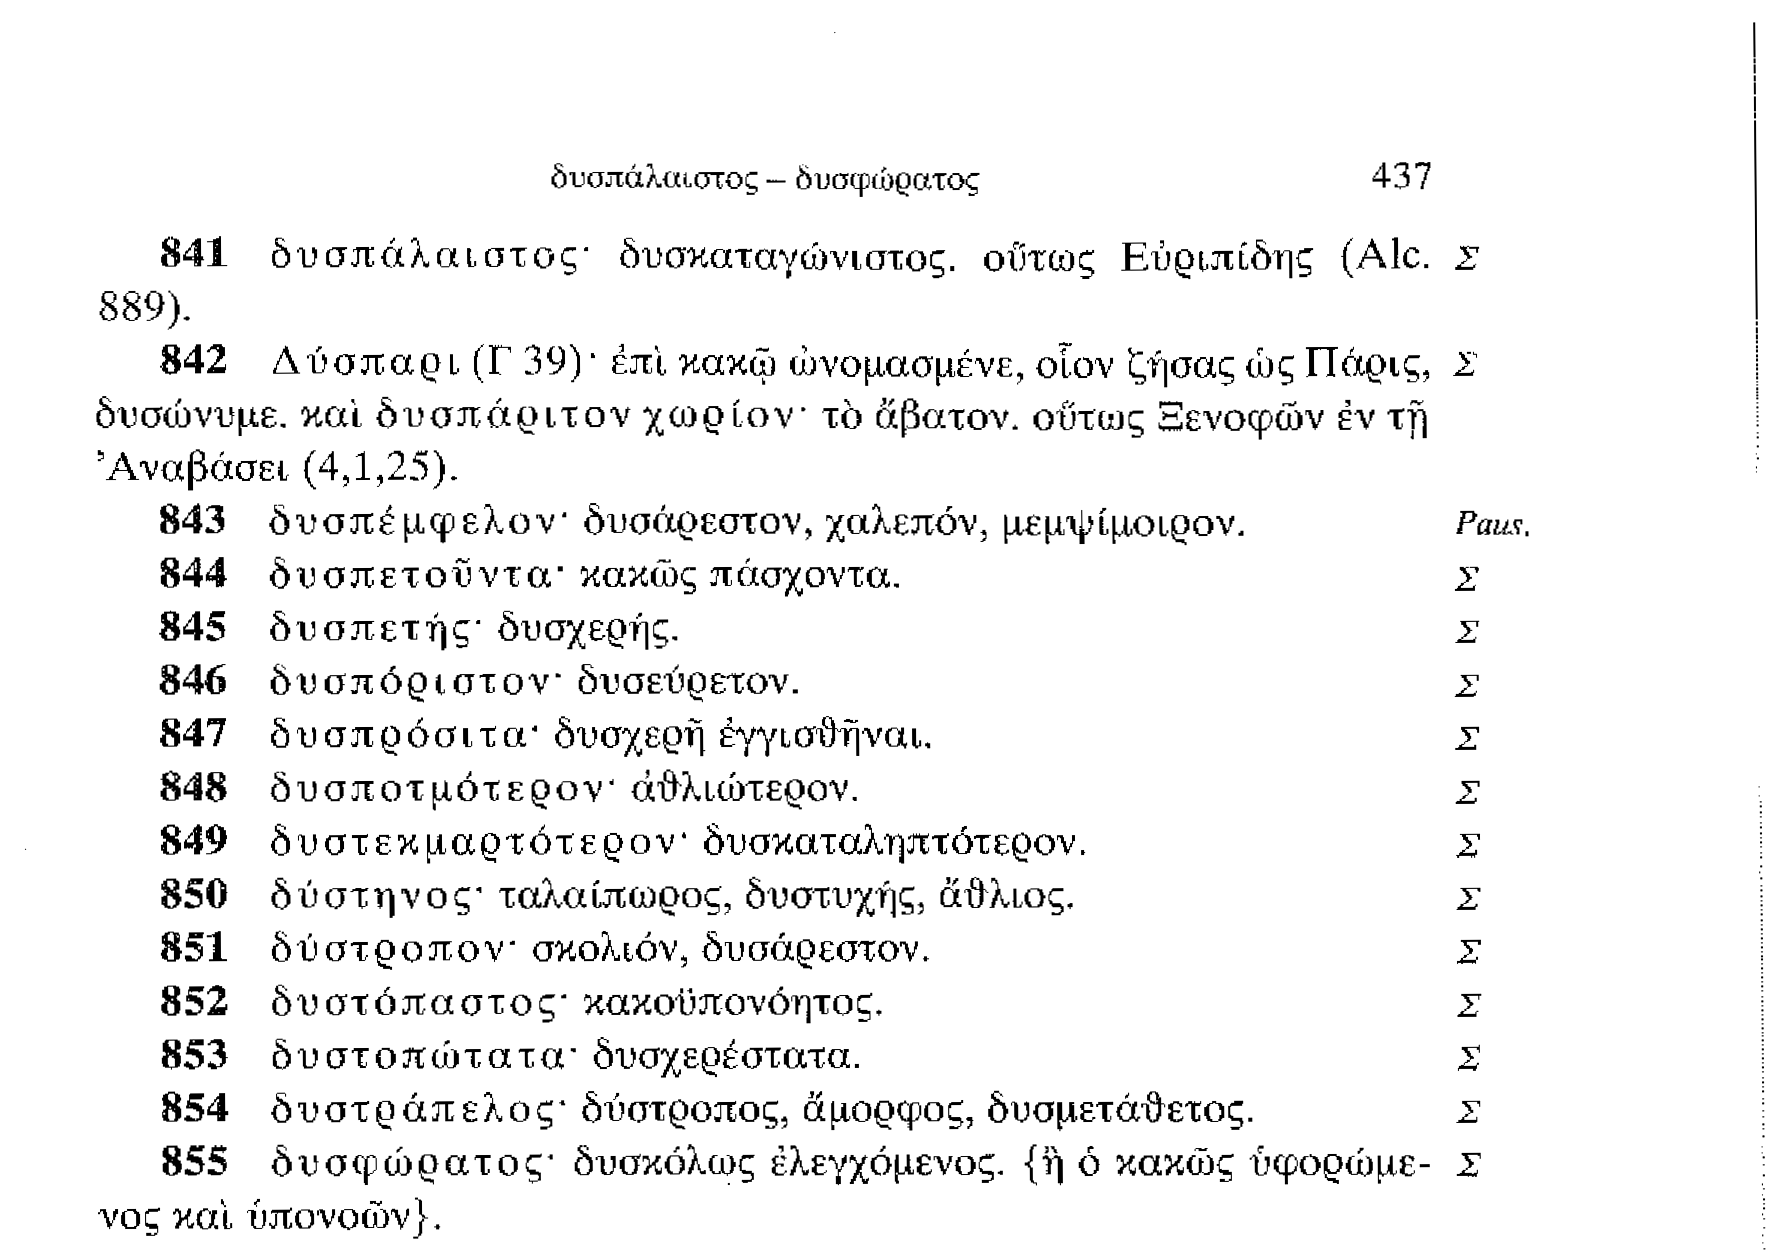 δυσπάλαιστος – δυσφώρατος 437
841 δυσπάλαιστος· δυσκαταγώνιστος. οὕτως Εὐριπίδης (Alc. Σ
889).
842 Δύσπαρι (Γ 39)· ἐπὶ κακῷ ὠνομασμένε, οἷον ζήσας ὡς Πάρις, Σ
δυσώνυμε. καὶ δυσπάριτον χωρίον· τὸ ἄβατον. οὕτως Ξενοφῶν ἐν τῇ
Ἀναβάσει (4,1,25).
843 δυσπέμφελον· δυσάρεστον, χαλεπόν, μεμψίμοιρον. Paus.
844 δυσπετοῦντα· κακῶς πάσχοντα. Σ
845 δυσπετής· δυσχερής. Σ
846 δυσπόριστον· δυσεύρετον. Σ
847 δυσπρόσιτα· δυσχερῆ ἐγγισθῆναι. Σ
848 δυσποτμότερον· ἀθλιώτερον. Σ
849 δυστεκμαρτότερον· δυσκαταληπτότερον. Σ
850 δύστηνος· ταλαίπωρος, δυστυχής, ἄθλιος. Σ
851 δύστροπον· σκολιόν, δυσάρεστον. Σ
852 δυστόπαστος· κακοϋπονόητος. Σ
853 δυστοπώτατα· δυσχερέστατα. Σ
854 δυστράπελος· δύστροπος, ἄμορφος, δυσμετάθετος. Σ
855 δυσφώρατος· δυσκόλως ἐλεγχόμενος. {ἢ ὁ κακῶς ὑφορώμε- Σ
νος καὶ ὑπονοῶν}.